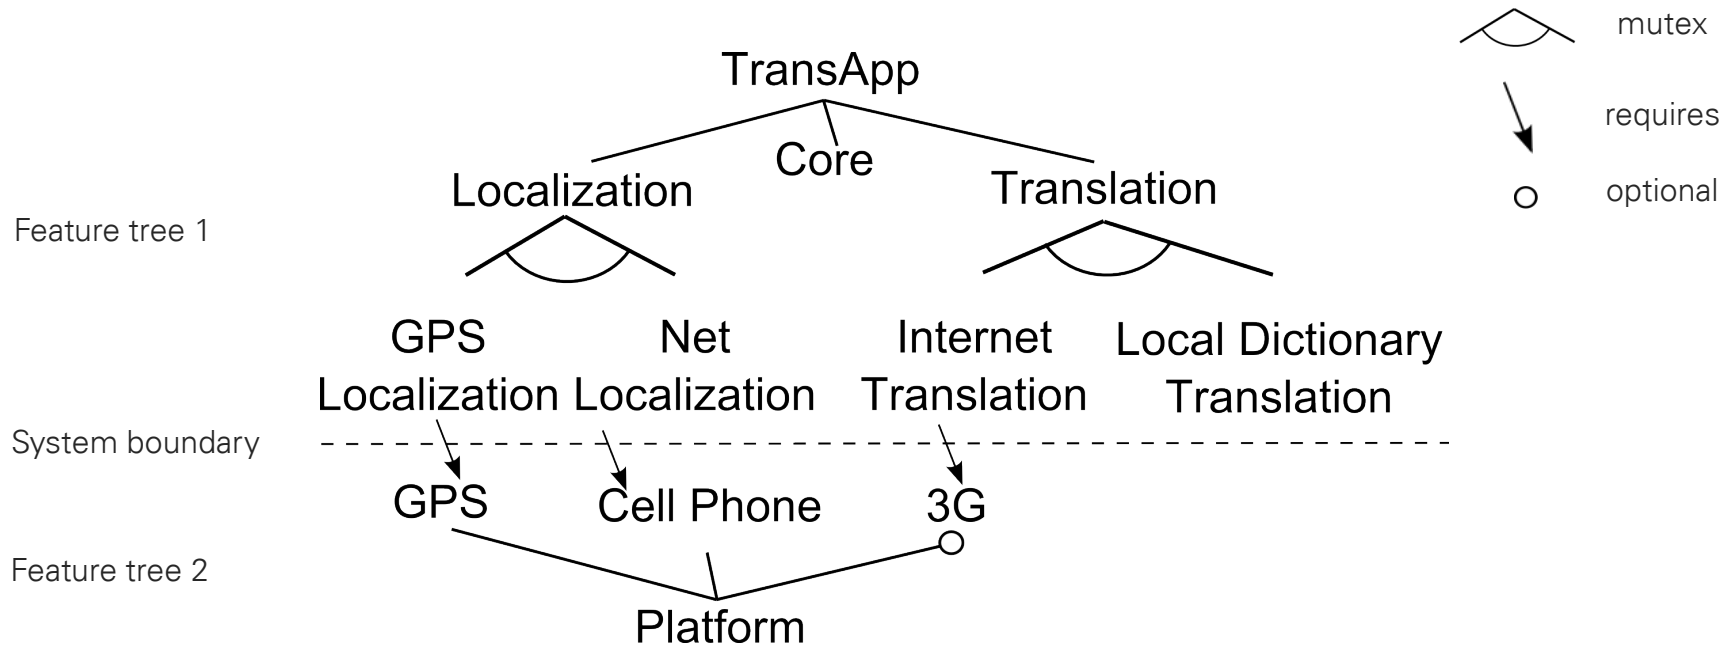 mutex
TransApp
requires
Core
Localization
Translation
optional
Feature tree 1
GPS
Localization
Net
Localization
Internet
Translation
Local Dictionary
Translation
System boundary
GPS
Cell Phone
3G
Feature tree 2
Platform